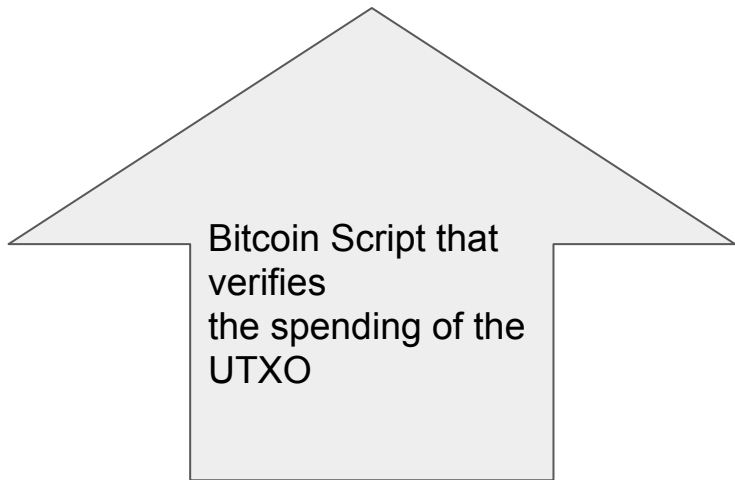 Bitcoin Script that
verifies
the spending of the
UTXO